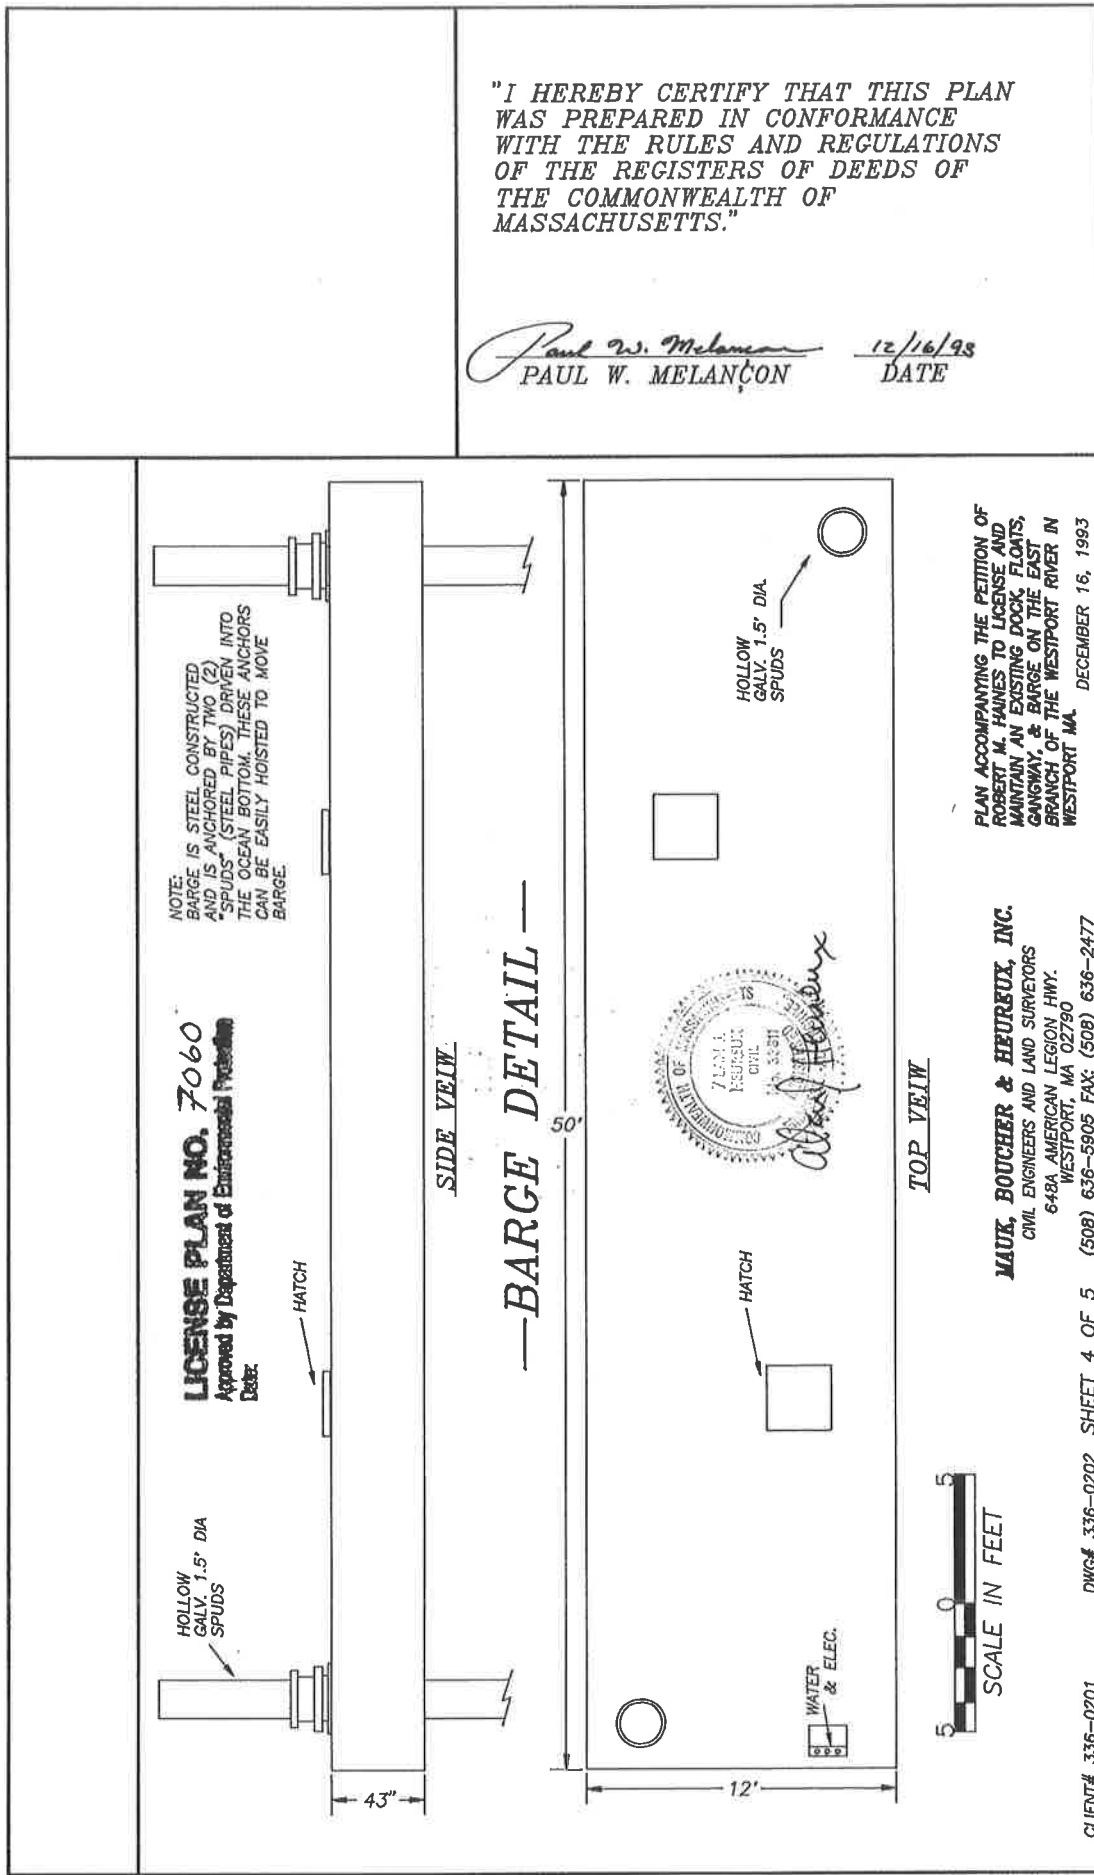 "I HEREBY CERTIFY THAT THIS PLAN
WAS PREPARED IN CONFORMANCE
WITH THE RULES AND REGULATIONS
OF THE REGISTERS OF DEEDS OF
THE COMMONWEALTH OF
MASSACHUSETTS."
Paul W. Melancon 12/16/93
PAUL W. MELANÇON DATE
LICENSE PLAN NO. 7060
Approved by Department of Environmental Protection
Date:
NOTE:
BARGE IS STEEL CONSTRUCTED
AND IS ANCHORED BY TWO (2)
"SPUDS" (STEEL PIPES) DRIVEN INTO
THE OCEAN BOTTOM. THESE ANCHORS
CAN BE EASILY HOISTED TO MOVE
BARGE.
HOLLOW
GALV. 1.5' DIA
SPUDS
HATCH
43"
SIDE VEIW
BARGE DETAIL
50'
HOLLOW
GALV. 1.5' DIA.
SPUDS
HATCH
WATER
& ELEC.
12'
COMMONWEALTH OF MASSACHUSETTS
HEUREUX
CIVIL
TOP VEIW
5 0 5
SCALE IN FEET
MAUK, BOUCHER & HEUREUX, INC.
CIVIL ENGINEERS AND LAND SURVEYORS
648A AMERICAN LEGION HWY.
WESTPORT, MA 02790
(508) 636-5905 FAX: (508) 636-2477
PLAN ACCOMPANYING THE PETITION OF
ROBERT M. HAINES TO LICENSE AND
MAINTAIN AN EXISTING DOCK, FLOATS,
GANGWAY, & BARGE ON THE EAST
BRANCH OF THE WESTPORT RIVER IN
WESTPORT MA. DECEMBER 16, 1993
CLIENT# 336-0201 DWG# 336-0202 SHEET 4 OF 5